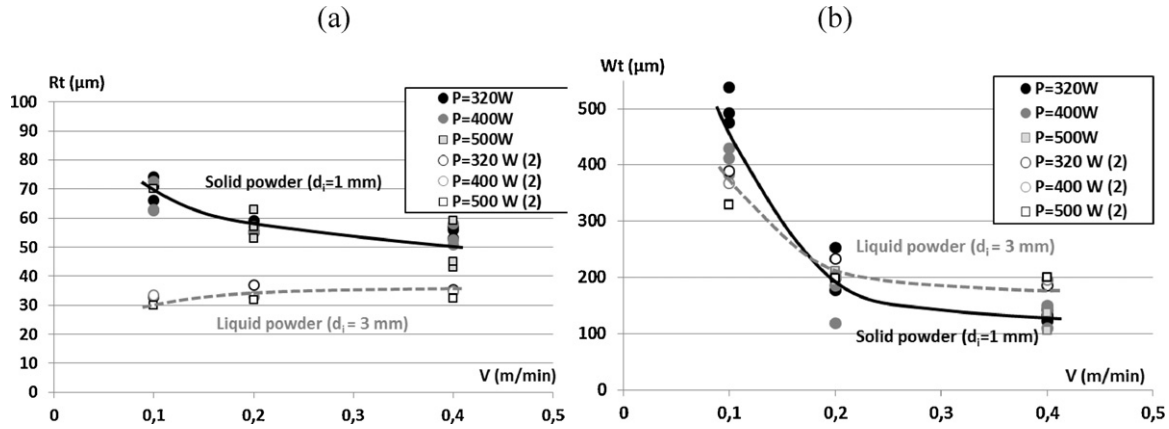 (a)
(b)
Rt (µm)
100
90
80
70
60
50
40
30
20
10
0
0
0,1
0,2
0,3
0,4
0,5
V (m/min)
P=320W
P=400W
P=500W
P=320 W (2)
P=400 W (2)
P=500 W (2)
Solid powder (di=1 mm)
Liquid powder (di= 3 mm)
Wt (µm)
500
400
300
200
100
0
0
0,1
0,2
0,3
0,4
0,5
V (m/min)
P=320W
P=400W
P=500W
P=320 W (2)
P=400 W (2)
P=500 W (2)
Liquid powder (di= 3 mm)
Solid powder (di=1 mm)